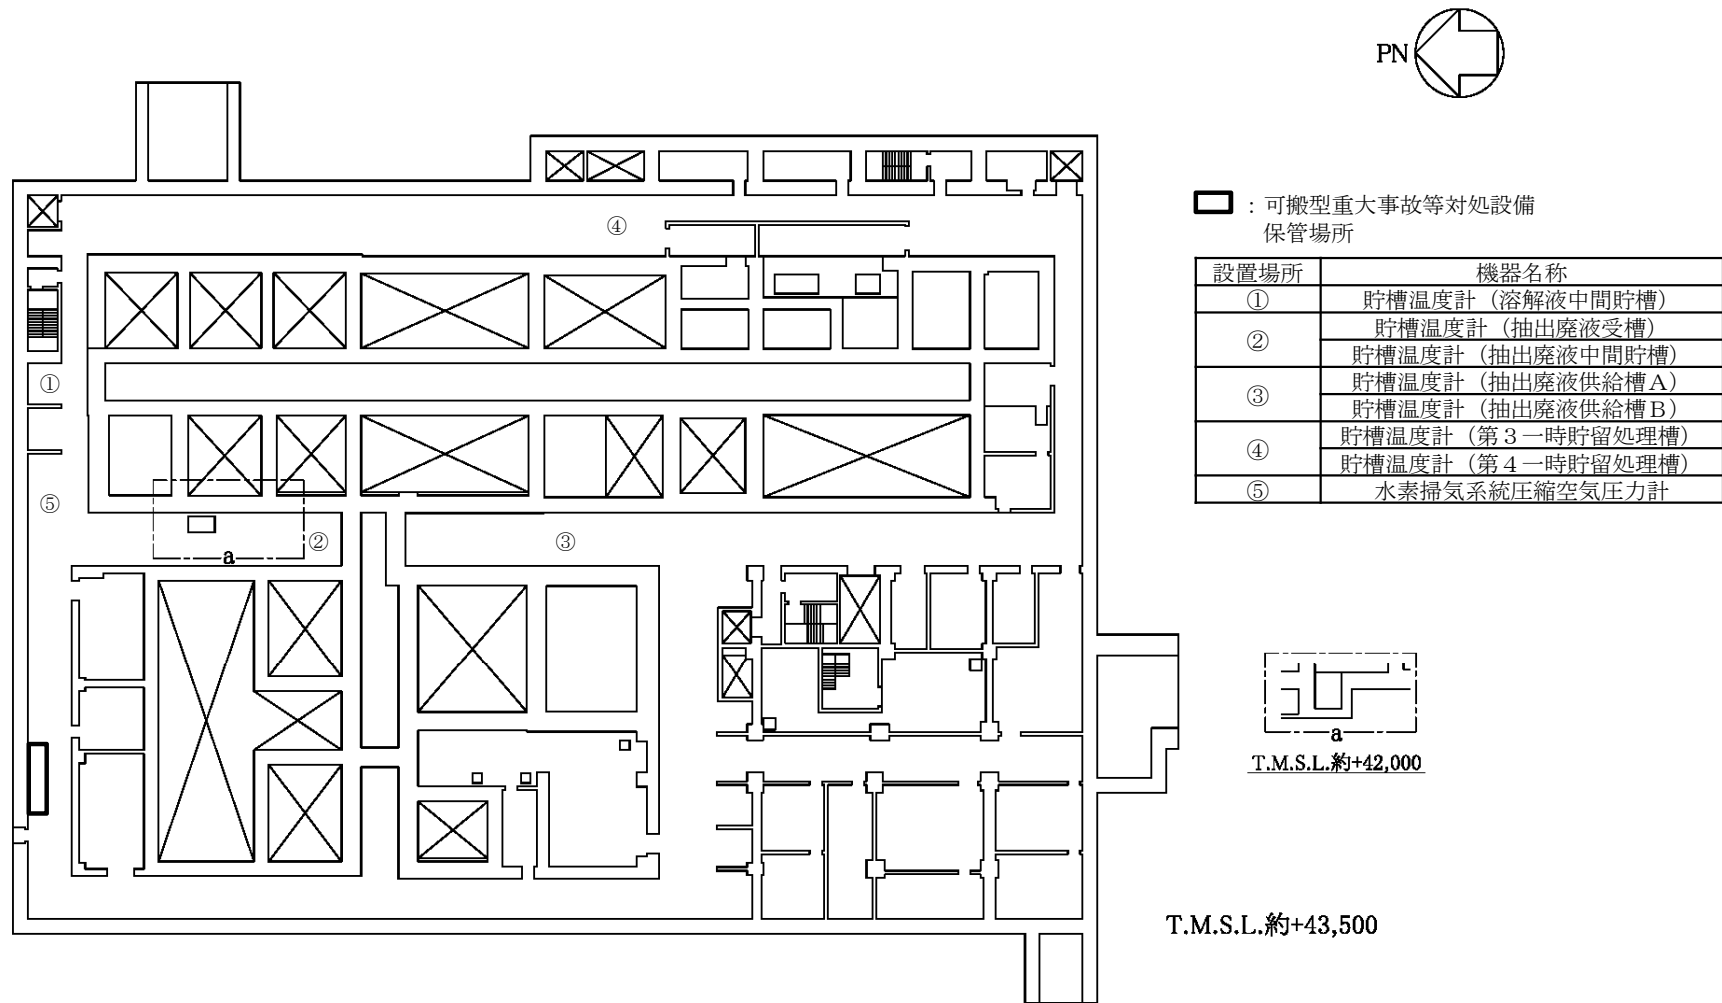 PN
：可搬型重大事故等対処設備
保管場所
設置場所 機器名称
① 貯槽温度計（溶解液中間貯槽）
② 貯槽温度計（抽出廃液受槽）
貯槽温度計（抽出廃液中間貯槽）
③ 貯槽温度計（抽出廃液供給槽Ａ）
貯槽温度計（抽出廃液供給槽Ｂ）
④ 貯槽温度計（第３一時貯留処理槽）
貯槽温度計（第４一時貯留処理槽）
⑤ 水素掃気系統圧縮空気圧力計
④
①
⑤
②
③
a
a
T.M.S.L.約+42,000
T.M.S.L.約+43,500